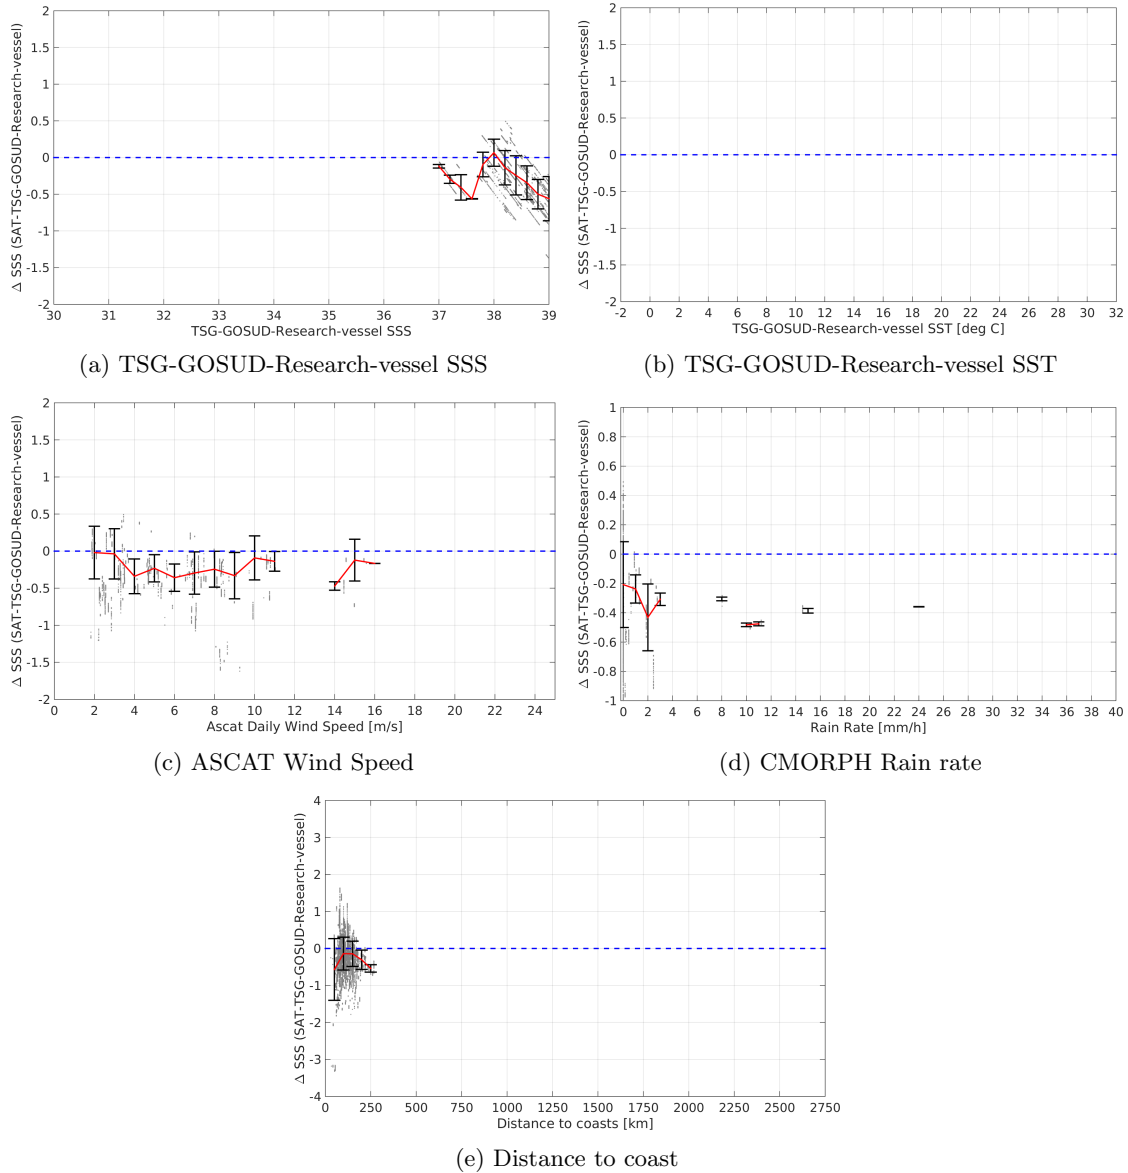 2
1.5
1
0.5
0
-0.5
-1
-1.5
-2
Δ SSS (SAT-TSG-GOSUD-Research-vessel)
30 31 32 33 34 35 36 37 38 39
TSG-GOSUD-Research-vessel SSS
(a) TSG-GOSUD-Research-vessel SSS
2
1.5
1
0.5
0
-0.5
-1
-1.5
-2
Δ SSS (SAT-TSG-GOSUD-Research-vessel)
-2 0 2 4 6 8 10 12 14 16 18 20 22 24 26 28 30 32
TSG-GOSUD-Research-vessel SST [deg C]
(b) TSG-GOSUD-Research-vessel SST
2
1.5
1
0.5
0
-0.5
-1
-1.5
-2
Δ SSS (SAT-TSG-GOSUD-Research-vessel)
0 2 4 6 8 10 12 14 16 18 20 22 24
Ascat Daily Wind Speed [m/s]
(c) ASCAT Wind Speed
1
0.8
0.6
0.4
0.2
0
-0.2
-0.4
-0.6
-0.8
-1
Δ SSS (SAT-TSG-GOSUD-Research-vessel)
0 2 4 6 8 10 12 14 16 18 20 22 24 26 28 30 32 34 36 38 40
Rain Rate [mm/h]
(d) CMORPH Rain rate
4
3
2
1
0
-1
-2
-3
-4
Δ SSS (SAT-TSG-GOSUD-Research-vessel)
0 250 500 750 1000 1250 1500 1750 2000 2250 2500 2750
Distance to coasts [km]
(e) Distance to coast